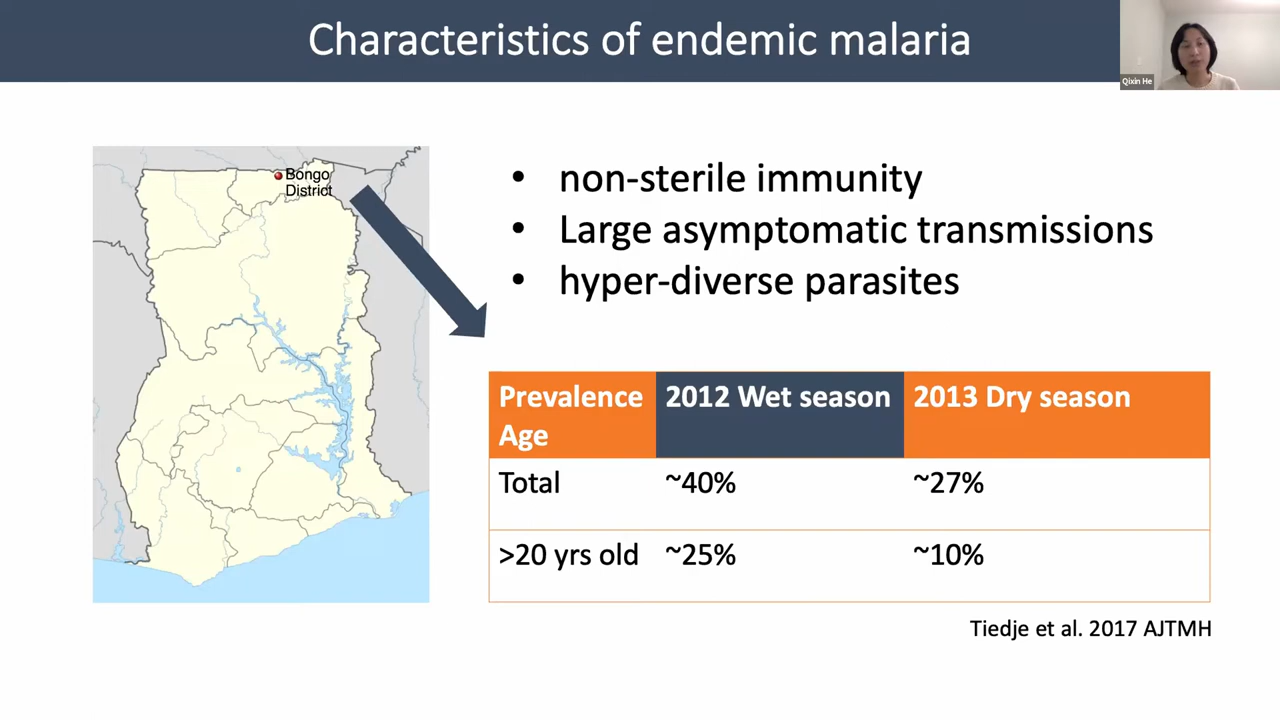 Characteristics of endemic malaria
Qixin He
Bongo
District
• non-sterile immunity
• Large asymptomatic transmissions
• hyper-diverse parasites
Prevalence 2012 Wet season 2013 Dry season
Age
Total ~40% ~27%
>20 yrs old ~25% ~10%
Tiedje et al. 2017 AJTMH